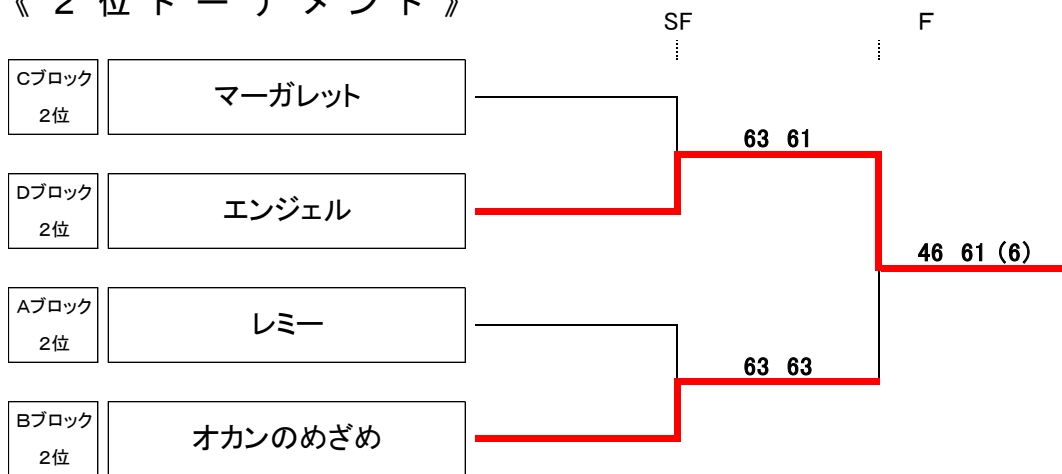 《２位トーナメント》
SF F
Cブロック
2位
マーガレット
63 61
Dブロック
2位
エンジェル
46 61 (6)
Aブロック
2位
レミー
63 63
Bブロック
2位
オカンのめざめ